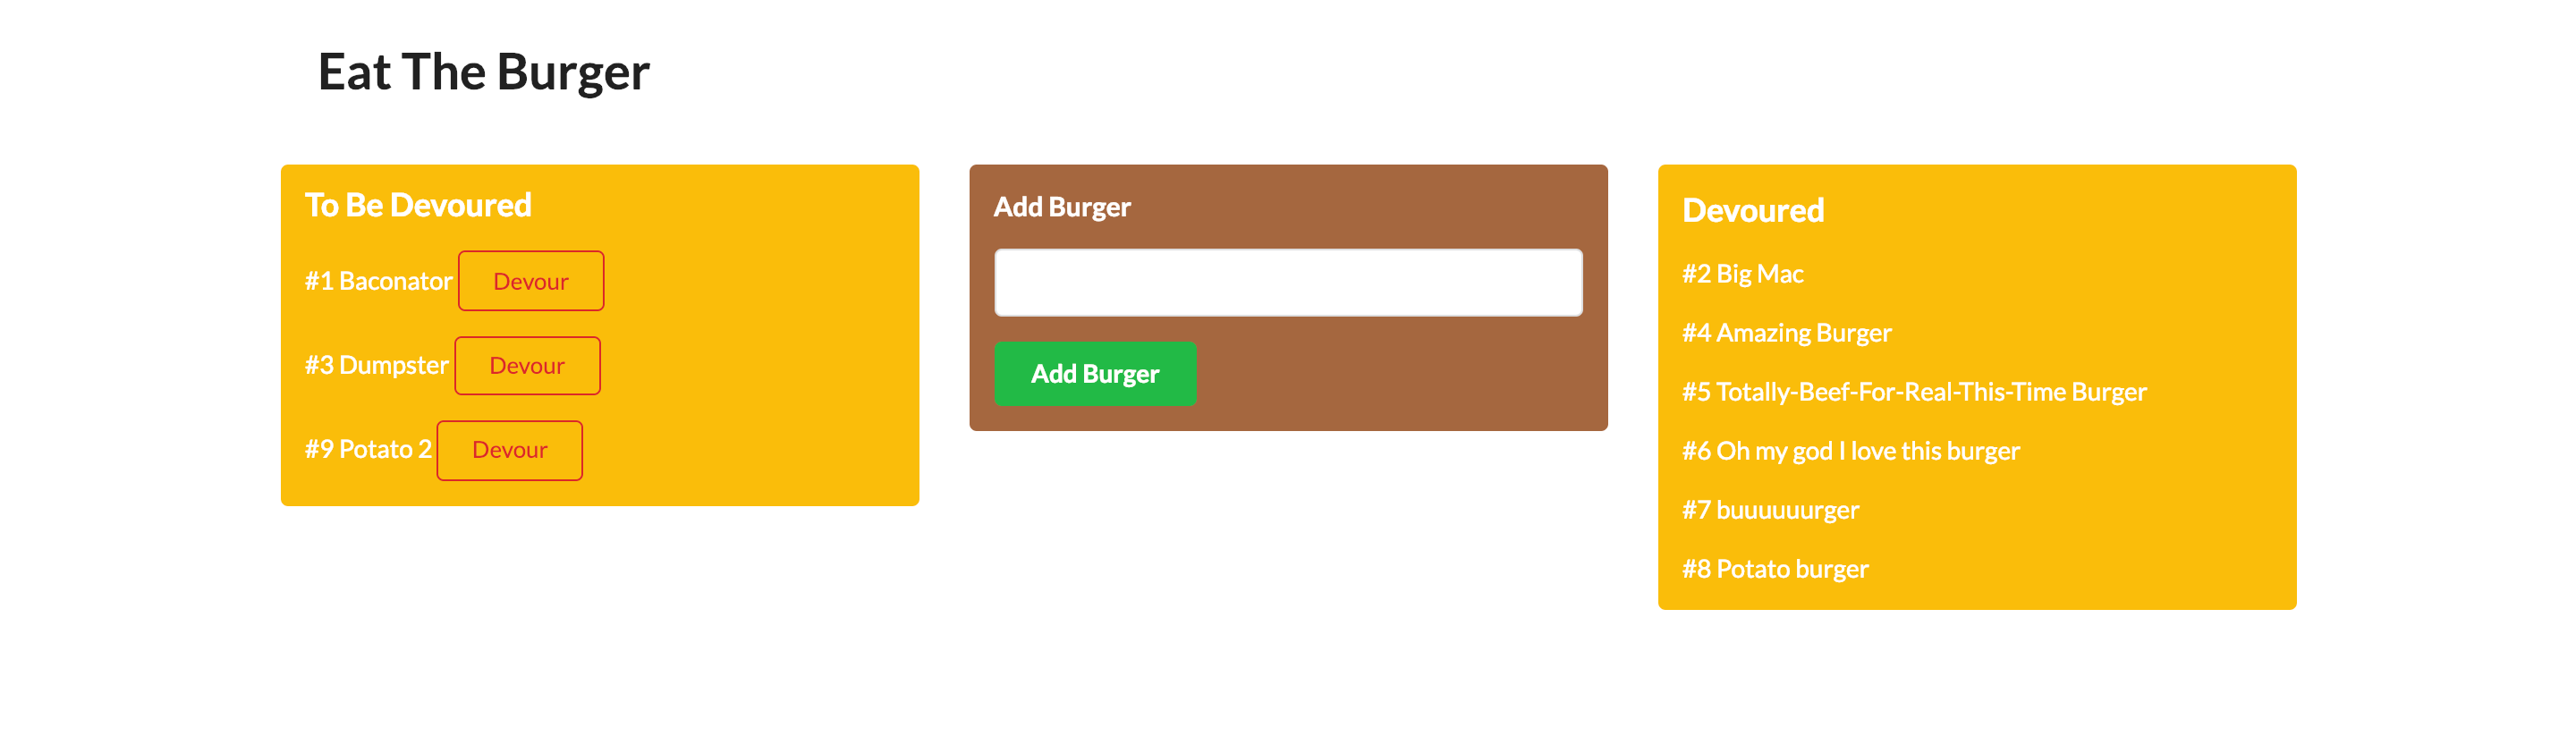 Eat The Burger
To Be Devoured
#1 Baconator Devour
#3 Dumpster Devour
#9 Potato 2 Devour
Add Burger
Add Burger
Devoured
#2 Big Mac
#4 Amazing Burger
#5 Totally-Beef-For-Real-This-Time Burger
#6 Oh my god I love this burger
#7 buuuuuurger
#8 Potato burger